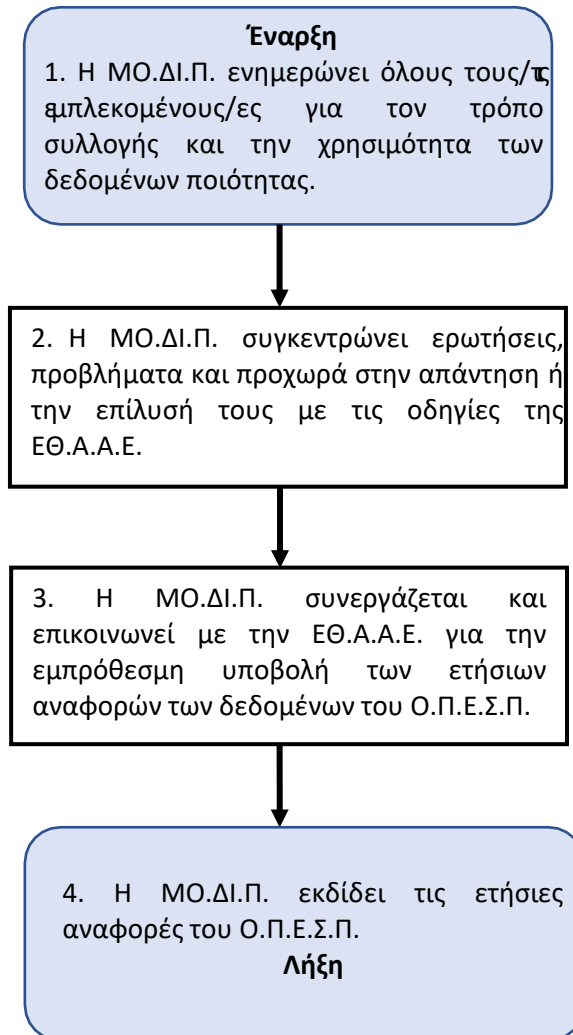 Έναρξη
1. Η ΜΟ.ΔΙ.Π. ενημερώνει όλους τους/τις
εμπλεκομένους/ες για τον τρόπο
συλλογής και την χρησιμότητα των
δεδομένων ποιότητας.
2. Η ΜΟ.ΔΙ.Π. συγκεντρώνει ερωτήσεις,
προβλήματα και προχωρά στην απάντηση ή
την επίλυσή τους με τις οδηγίες της
ΕΘ.Α.Α.Ε.
3. Η ΜΟ.ΔΙ.Π. συνεργάζεται και
επικοινωνεί με την ΕΘ.Α.Α.Ε. για την
εμπρόθεσμη υποβολή των ετήσιων
αναφορών των δεδομένων του Ο.Π.Ε.Σ.Π.
4. Η ΜΟ.ΔΙ.Π. εκδίδει τις ετήσιες
αναφορές του Ο.Π.Ε.Σ.Π.
Λήξη